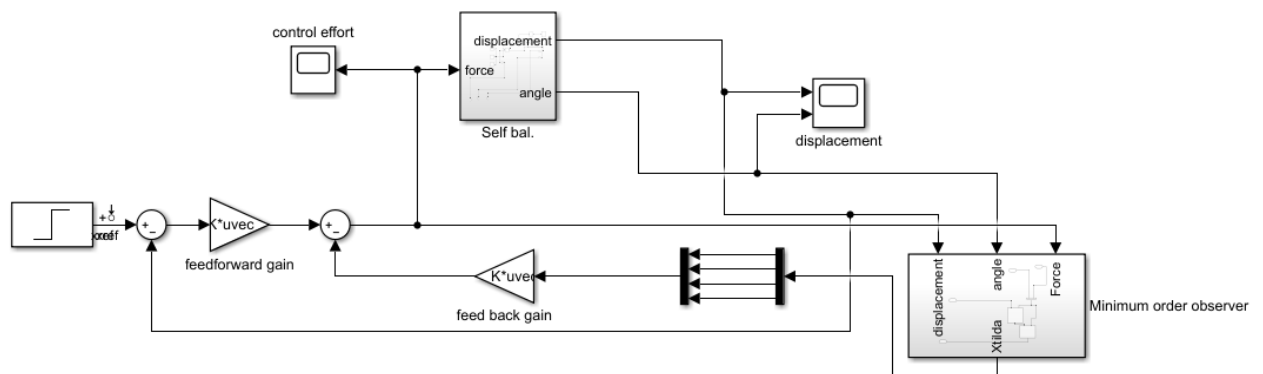 control effort
displacement
force
angle
Self bal.
displacement
K*uvec
feedforward gain
K*uvec
feed back gain
displacement
angle
Force
Xtilda
Minimum order observer